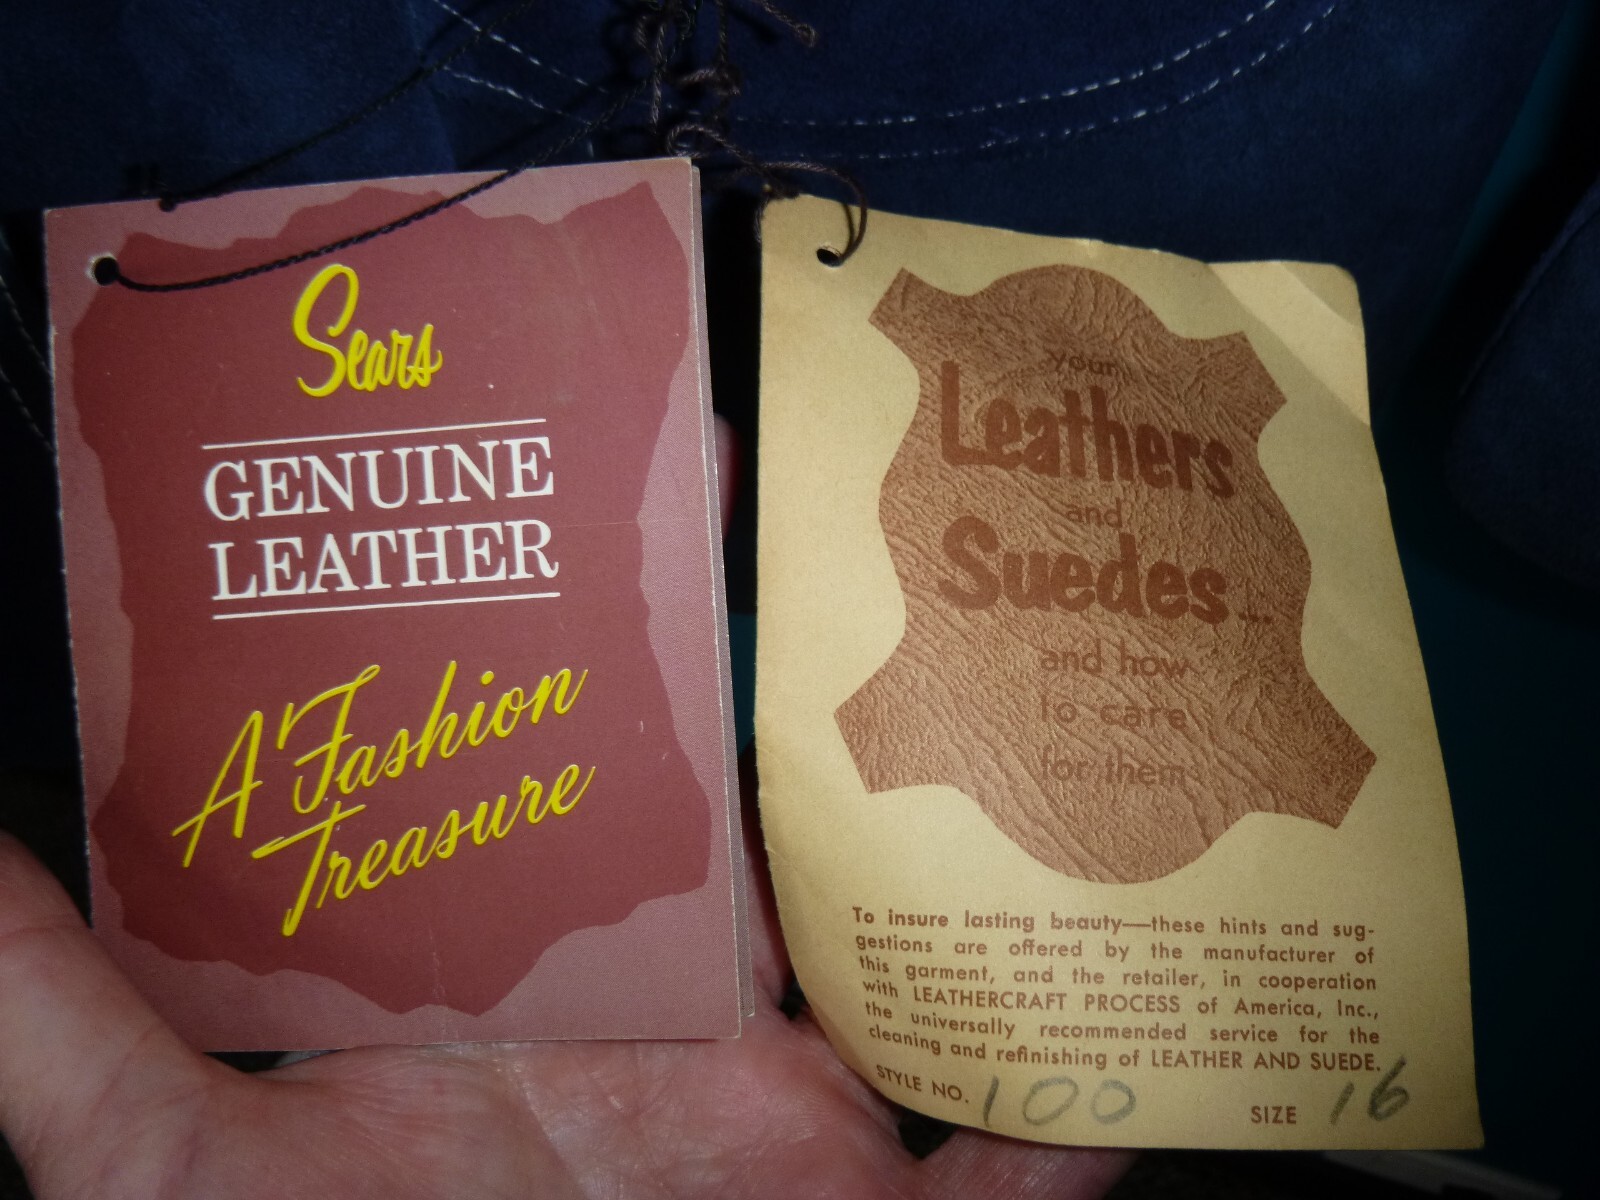 Sears
GENUINE
LEATHER
A Fashion
Treasure
your
Leathers
and
Suedes...
and how
to care
for them
To insure lasting beauty—these hints and sug-
gestions are offered by the manufacturer of
this garment, and the retailer, in cooperation
with LEATHERCRAFT PROCESS of America, Inc.,
the universally recommended service for the
cleaning and refinishing of LEATHER AND SUEDE.
STYLE NO. 100 SIZE 16